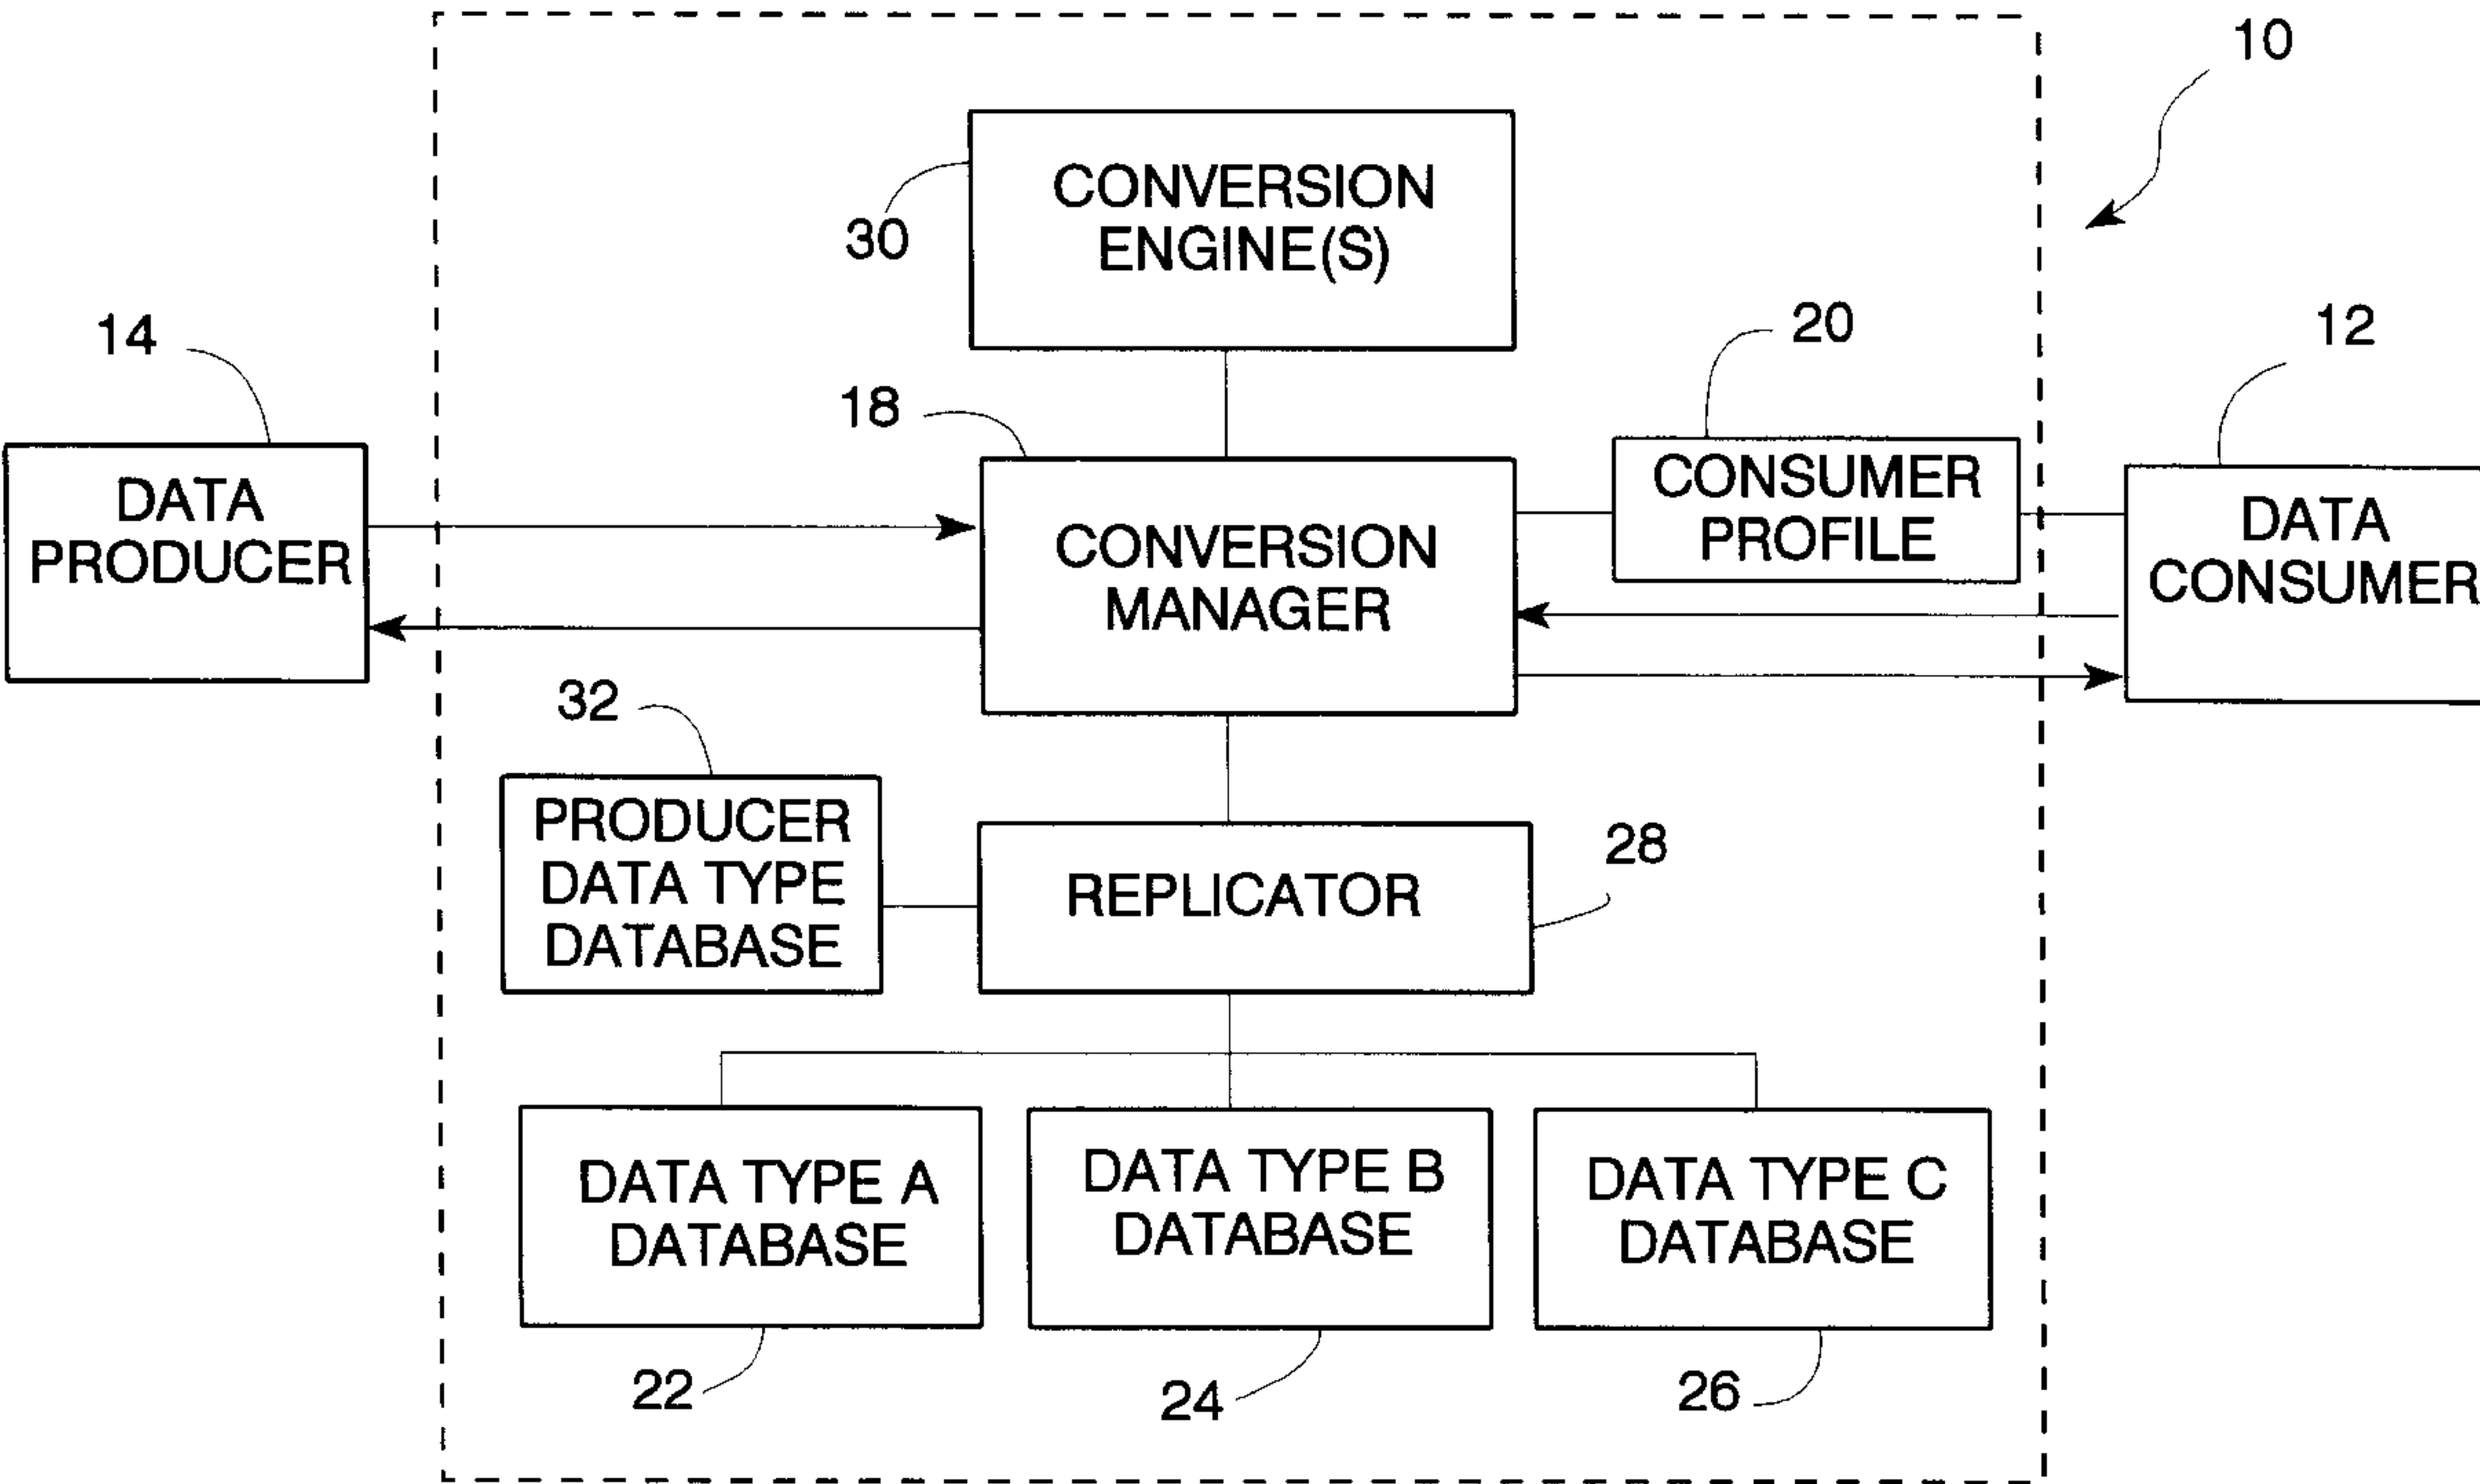 10
CONVERSION
ENGINE(S)
30
14
20
12
18
DATA
PRODUCER
CONVERSION
MANAGER
CONSUMER
PROFILE
DATA
CONSUMER
32
PRODUCER
DATA TYPE
DATABASE
REPLICATOR
28
DATA TYPE A
DATABASE
DATA TYPE B
DATABASE
DATA TYPE C
DATABASE
22
24
26